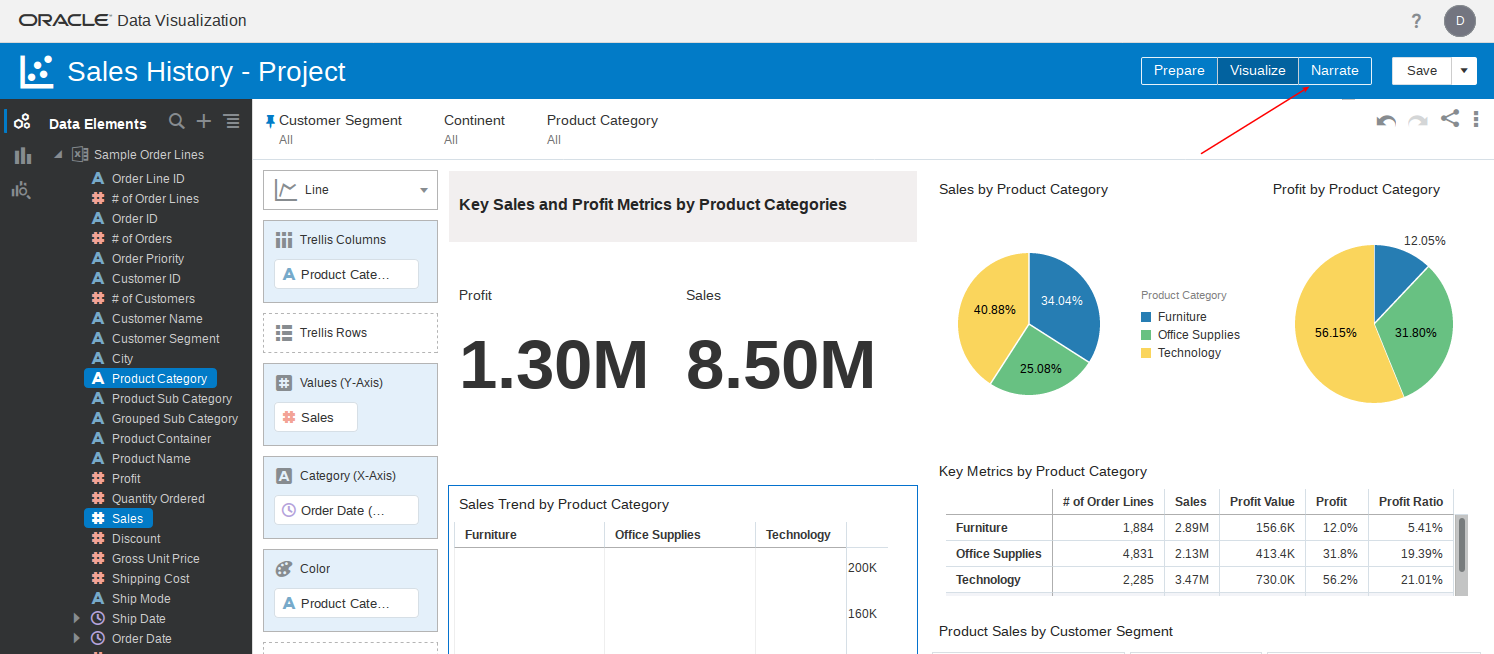 ORACLE Data Visualization
?
D
Sales History - Project
Prepare
Visualize
Narrate
Save
Data Elements
Sample Order Lines
A Order Line ID
# of Order Lines
A Order ID
# of Orders
A Order Priority
A Customer ID
# of Customers
A Customer Name
A Customer Segment
A City
A Product Category
A Product Sub Category
A Grouped Sub Category
A Product Container
A Product Name
# Profit
# Quantity Ordered
# Sales
# Discount
# Gross Unit Price
# Shipping Cost
A Ship Mode
Ship Date
Order Date
Customer Segment
All
Continent
All
Product Category
All
Line
Trellis Columns
A Product Cate...
Trellis Rows
# Values (Y-Axis)
# Sales
A Category (X-Axis)
Order Date (...
Color
A Product Cate...
Key Sales and Profit Metrics by Product Categories
Profit
1.30M
Sales
8.50M
Sales Trend by Product Category
Furniture Office Supplies Technology
200K
160K
Sales by Product Category
34.04%
40.88%
25.08%
Product Category
Furniture
Office Supplies
Technology
Profit by Product Category
12.05%
56.15%
31.80%
Key Metrics by Product Category
# of Order Lines Sales Profit Value Profit Profit Ratio
Furniture 1,884 2.89M 156.6K 12.0% 5.41%
Office Supplies 4,831 2.13M 413.4K 31.8% 19.39%
Technology 2,285 3.47M 730.0K 56.2% 21.01%
Product Sales by Customer Segment